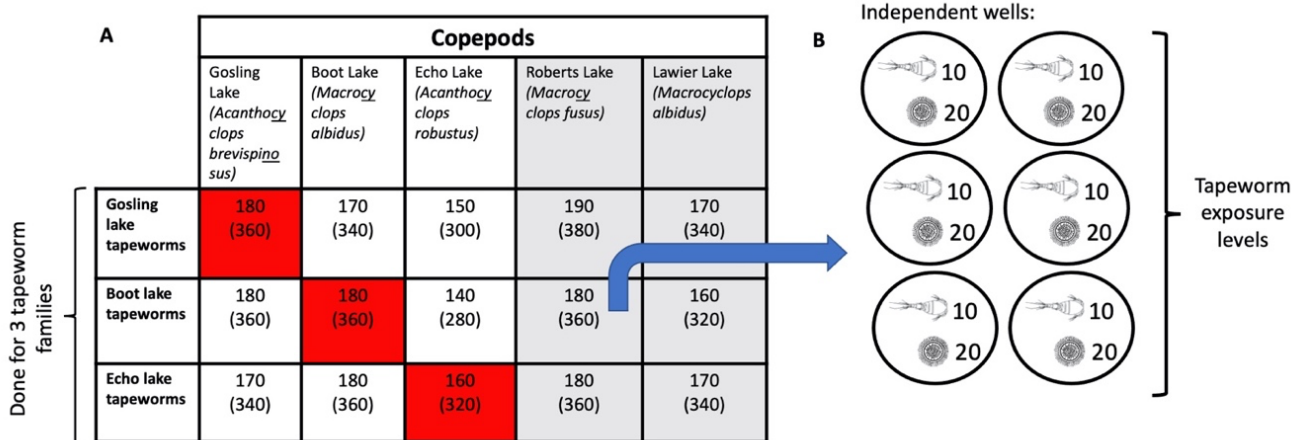 A
Copepods
Gosling
Lake
(Acanthocy
clops
brevispino
sus)
Boot Lake
(Macrocy
clops
albidus)
Echo Lake
(Acanthocy
clops
robustus)
Roberts Lake
(Macrocy
clops fusus)
Lawier Lake
(Macrocyclops
albidus)
Done for 3 tapeworm
families
Gosling
lake
tapeworms
180
(360)
170
(340)
150
(300)
190
(380)
170
(340)
Boot lake
tapeworms
180
(360)
180
(360)
140
(280)
180
(360)
160
(320)
Echo lake
tapeworms
170
(340)
180
(360)
160
(320)
180
(360)
170
(340)
B
Independent wells:
10
20
10
20
10
20
10
20
10
20
10
20
Tapeworm
exposure
levels